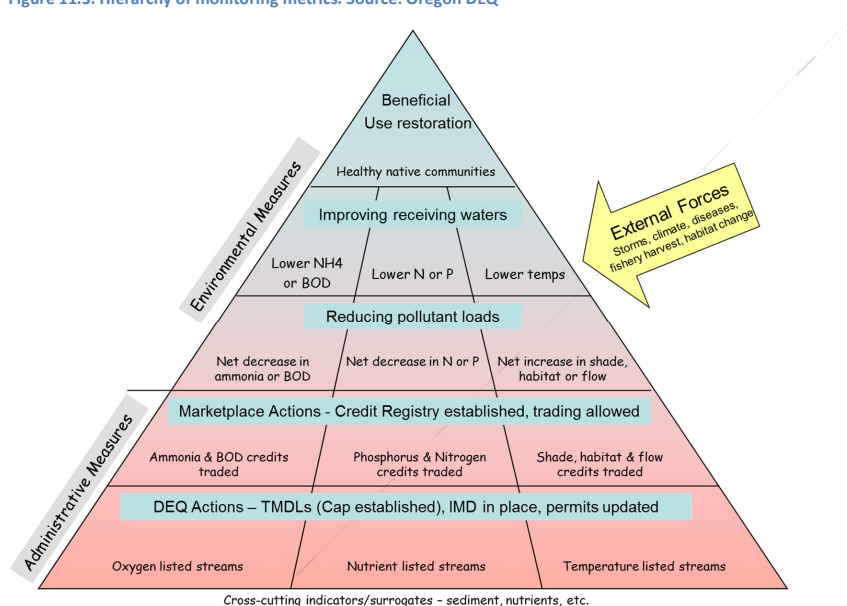 Figure 11.3. Hierarchy of monitoring metrics. Source: Oregon DEQ
Beneficial
Use restoration
Healthy native communities
Improving receiving waters
Lower NH4
or BOD
Lower N or P
Lower temps
Reducing pollutant loads
Net decrease in
ammonia or BOD
Net decrease in N or P
Net increase in shade,
habitat or flow
Marketplace Actions - Credit Registry established, trading allowed
Ammonia & BOD credits
traded
Phosphorus & Nitrogen
credits traded
Shade, habitat & flow
credits traded
DEQ Actions – TMDLs (Cap established), IMD in place, permits updated
Oxygen listed streams
Nutrient listed streams
Temperature listed streams
Cross-cutting indicators/surrogates – sediment, nutrients, etc.
Environmental Measures
Administrative Measures
External Forces
Storms, climate, diseases,
fishery harvest, habitat change